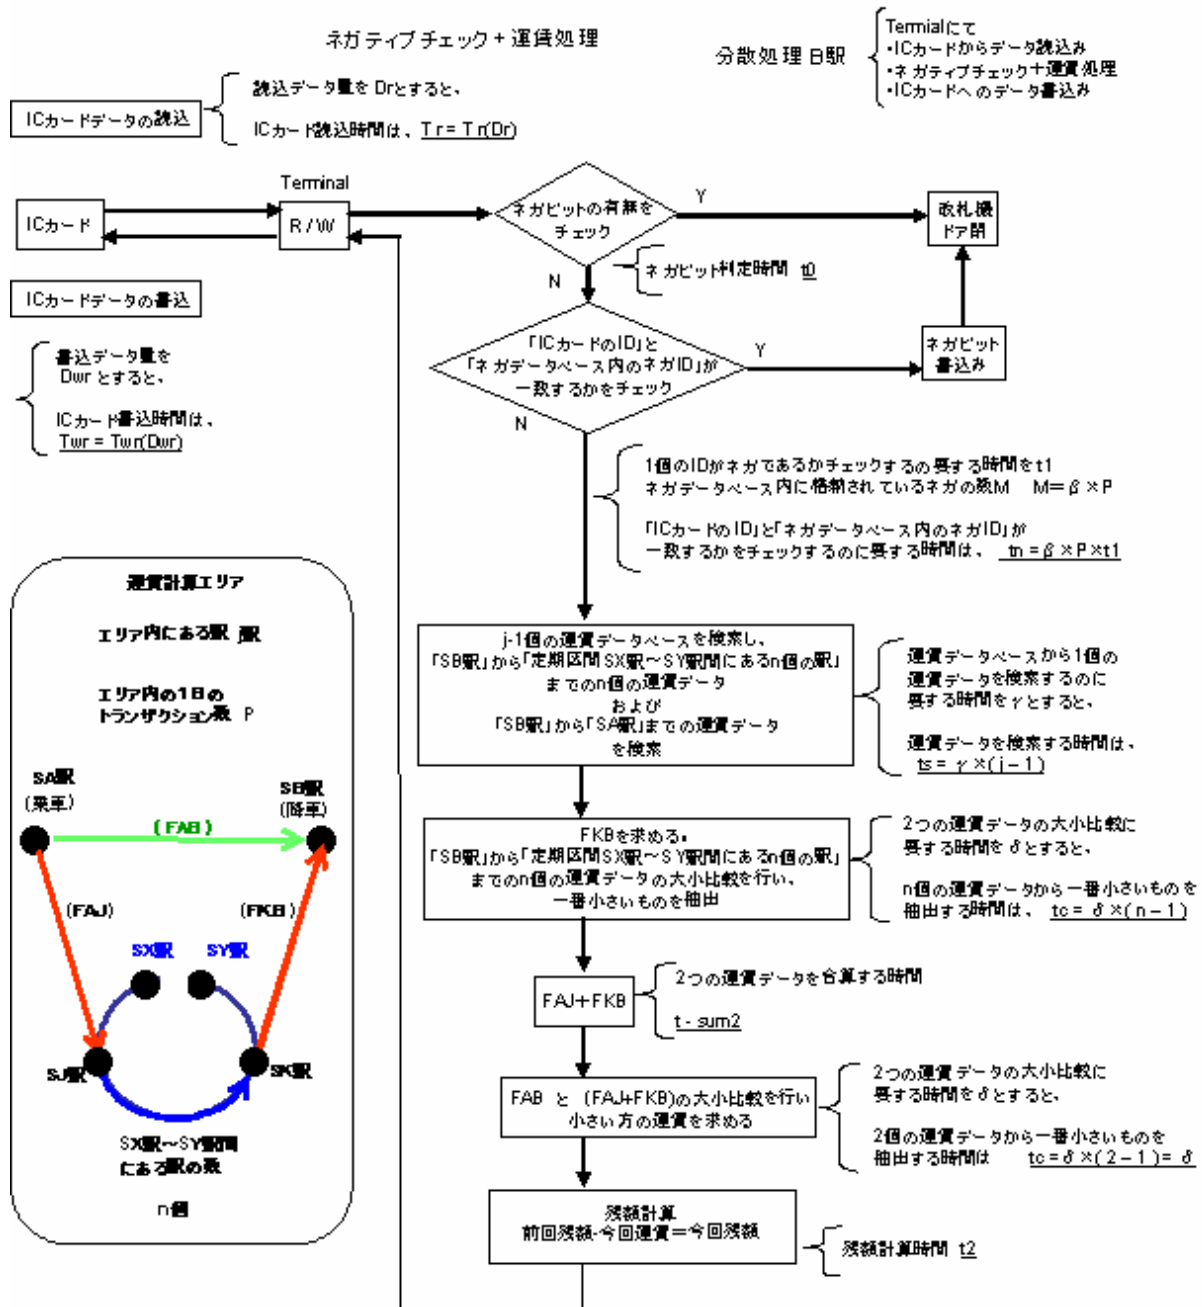 ネガティブチェック+運賃処理
分散処理 B駅
Termialにて
・ICカードからデータ読込み
・ネガティブチェック+運賃処理
・ICカードへのデータ書込み
ICカードデータの読込
読込データ量をDrとすると、
ICカード読込時間は、Tr = Tr(Dr)
Terminal
ICカード
R / W
ネガビットの有無を
チェック
Y
改札機
ドア閉
N
ネガビット判定時間 t0
ICカードデータの書込
書込データ量を
Dwrとすると、
ICカード書込時間は、
Twr = Twr(Dwr)
「ICカードのID」と
「ネガデータベース内のネガID」が
一致するかをチェック
Y
ネガビット
書込み
N
1個のIDがネガであるかチェックするの要する時間をt1
ネガデータベース内に格納されているネガの数M M=β×P
「ICカードのID」と「ネガデータベース内のネガID」が
一致するかをチェックするのに要する時間は、 tn = β×P×t1
運賃計算エリア
エリア内にある駅 j駅
エリア内の1日の
トランザクション数 P
SA駅
(乗車)
SB駅
(降車)
(FAB)
(FAJ)
(FKB)
SX駅
SY駅
SJ駅
SK駅
SX駅~SY駅間
にある駅の数
n個
j-1個の運賃データベースを検索し、
「SB駅」から「定期区間SX駅~SY駅間にあるn個の駅」
までのn個の運賃データ
および
「SB駅」から「SA駅」までの運賃データ
を検索
運賃データベースから1個の
運賃データを検索するのに
要する時間をγとすると、
運賃データを検索する時間は、
ts = γ×(j-1)
FKBを求める。
「SB駅」から「定期区間SX駅~SY駅間にあるn個の駅」
までのn個の運賃データの大小比較を行い、
一番小さいものを抽出
2つの運賃データの大小比較に
要する時間をδとすると、
n個の運賃データから一番小さいものを
抽出する時間は、 tc = δ×(n-1)
FAJ+FKB
2つの運賃データを合算する時間
t - sum2
FAB と (FAJ+FKB)の大小比較を行い
小さい方の運賃を求める
2つの運賃データの大小比較に
要する時間をδとすると、
2個の運賃データから一番小さいものを
抽出する時間は tc = δ×(2-1)= δ
残額計算
前回残額-今回運賃=今回残額
残額計算時間 t2